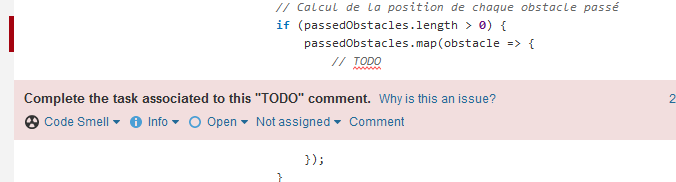 // Calcul de la position de chaque obstacle passé
if (passedObstacles.length > 0) {
passedObstacles.map(obstacle => {
// TODO
Complete the task associated to this "TODO" comment. Why is this an issue? 2
Code Smell Info Open Not assigned Comment
});
}